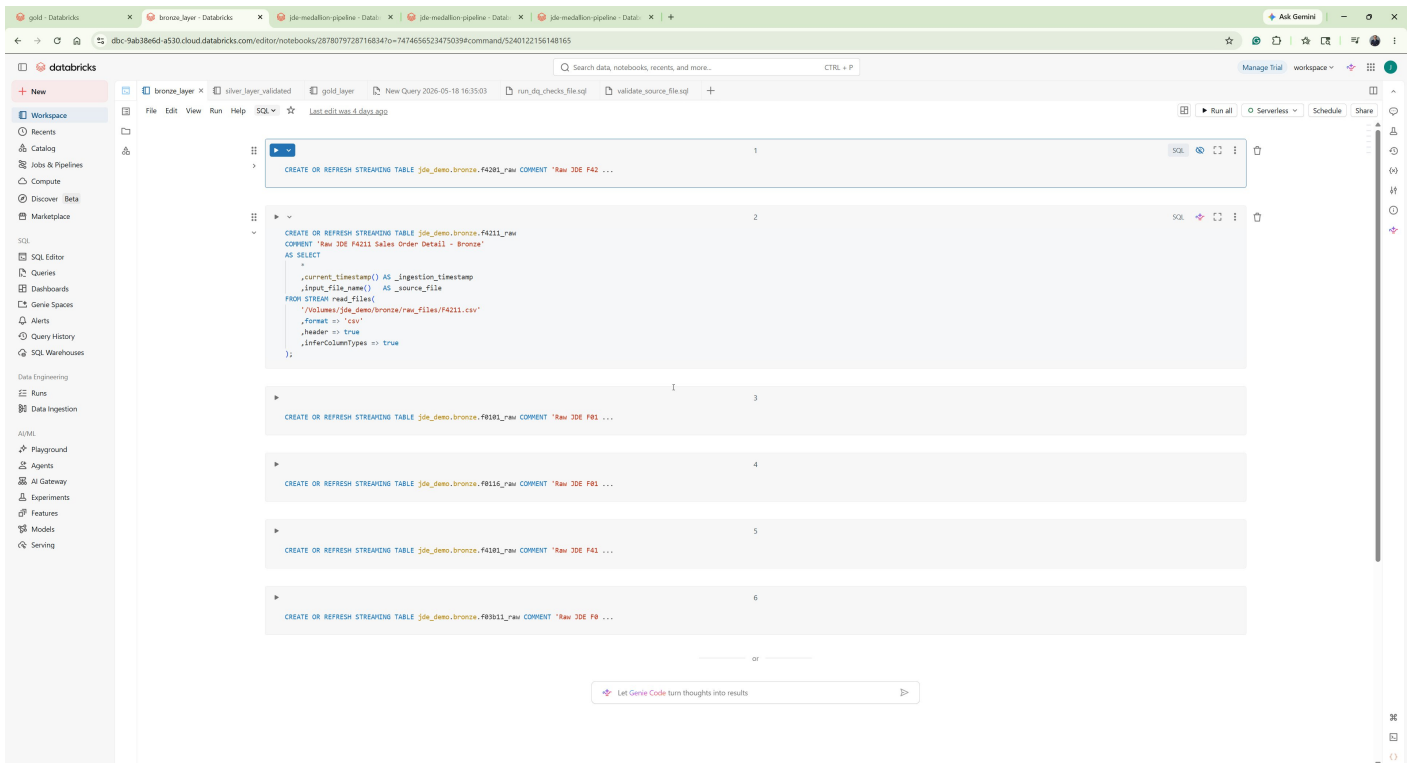 gold - Databricks
bronze_layer - Databricks
jde-medallion-pipeline - Datab
jde-medallion-pipeline - Datab
jde-medallion-pipeline - Datab
Ask Gemini
dbc-9ab38e6d-a530.cloud.databricks.com/editor/notebooks/2878079728716834?o=7474656523475039#command/5240122156148165
databricks
Search data, notebooks, recents, and more...
CTRL + P
Manage Trial
workspace
New
bronze_layer
silver_layer_validated
gold_layer
New Query 2026-05-18 16:35:03
run_dq_checks_file.sql
validate_source_file.sql
File Edit View Run Help SQL Last edit was 4 days ago
Run all
Serverless
Schedule
Share
Workspace
Recents
Catalog
Jobs & Pipelines
Compute
Discover Beta
Marketplace
SQL
SQL Editor
Queries
Dashboards
Genie Spaces
Alerts
Query History
SQL Warehouses
Data Engineering
Runs
Data Ingestion
AI/ML
Playground
Agents
AI Gateway
Experiments
Features
Models
Serving
1
SQL
CREATE OR REFRESH STREAMING TABLE jde_demo.bronze.f4201_raw COMMENT 'Raw JDE F42 ...
2
SQL
CREATE OR REFRESH STREAMING TABLE jde_demo.bronze.f4211_raw
COMMENT 'Raw JDE F4211 Sales Order Detail - Bronze'
AS SELECT
*
,current_timestamp() AS _ingestion_timestamp
,input_file_name() AS _source_file
FROM STREAM read_files(
'/Volumes/jde_demo/bronze/raw_files/F4211.csv'
,format => 'csv'
,header => true
,inferColumnTypes => true
);
3
CREATE OR REFRESH STREAMING TABLE jde_demo.bronze.f0101_raw COMMENT 'Raw JDE F01 ...
4
CREATE OR REFRESH STREAMING TABLE jde_demo.bronze.f0116_raw COMMENT 'Raw JDE F01 ...
5
CREATE OR REFRESH STREAMING TABLE jde_demo.bronze.f4101_raw COMMENT 'Raw JDE F41 ...
6
CREATE OR REFRESH STREAMING TABLE jde_demo.bronze.f03b11_raw COMMENT 'Raw JDE F0 ...
or
Let Genie Code turn thoughts into results